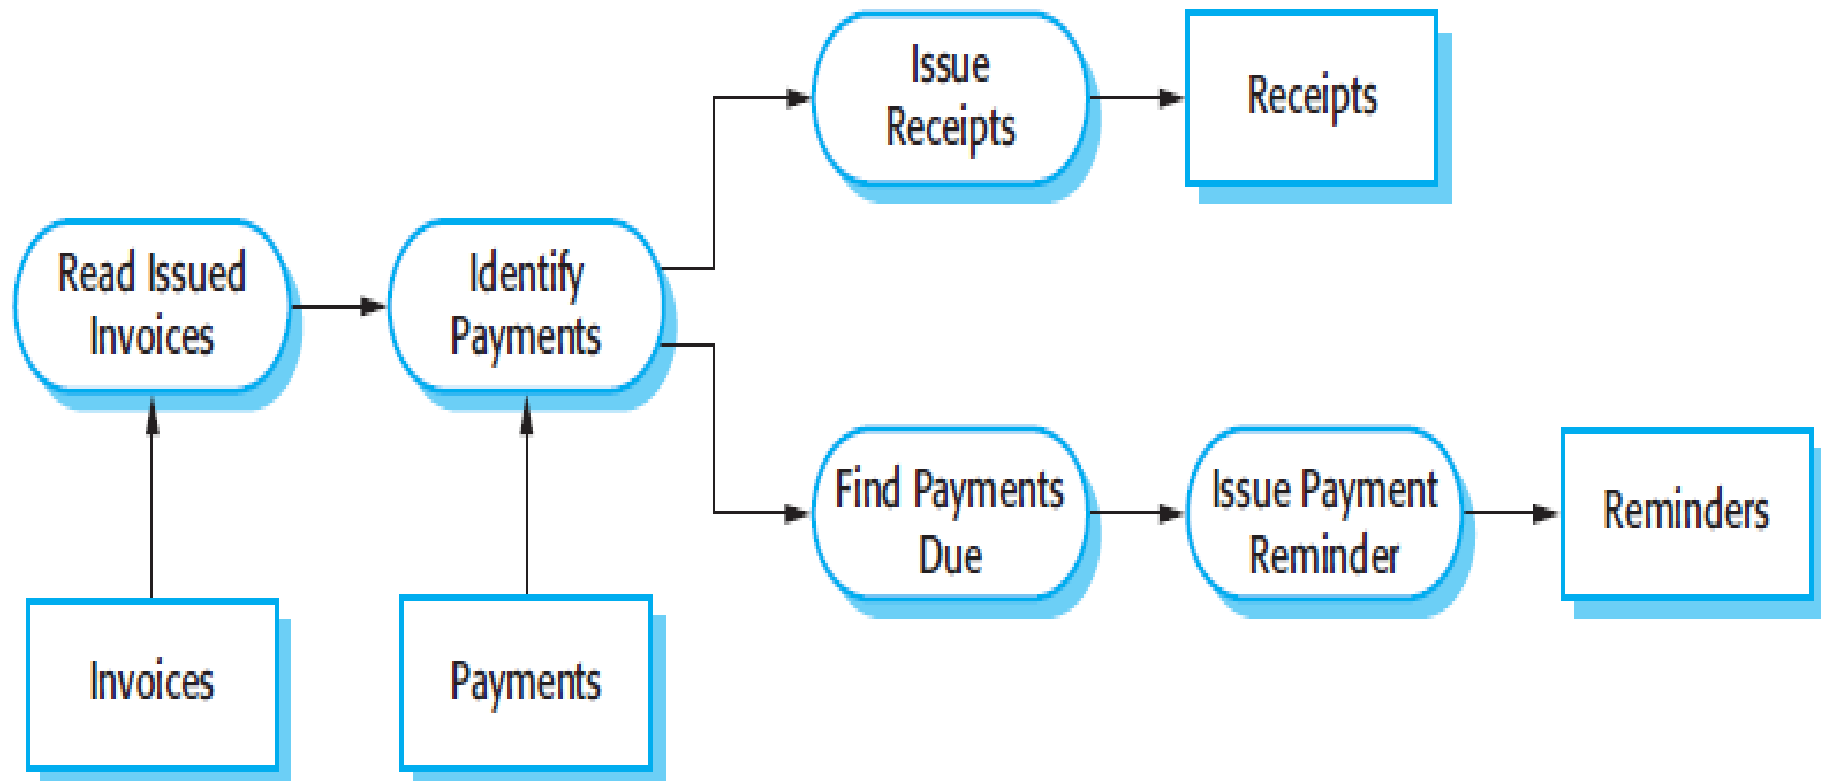 Issue
Receipts
Receipts
Read Issued
Invoices
Identify
Payments
Find Payments
Due
Issue Payment
Reminder
Reminders
Invoices
Payments